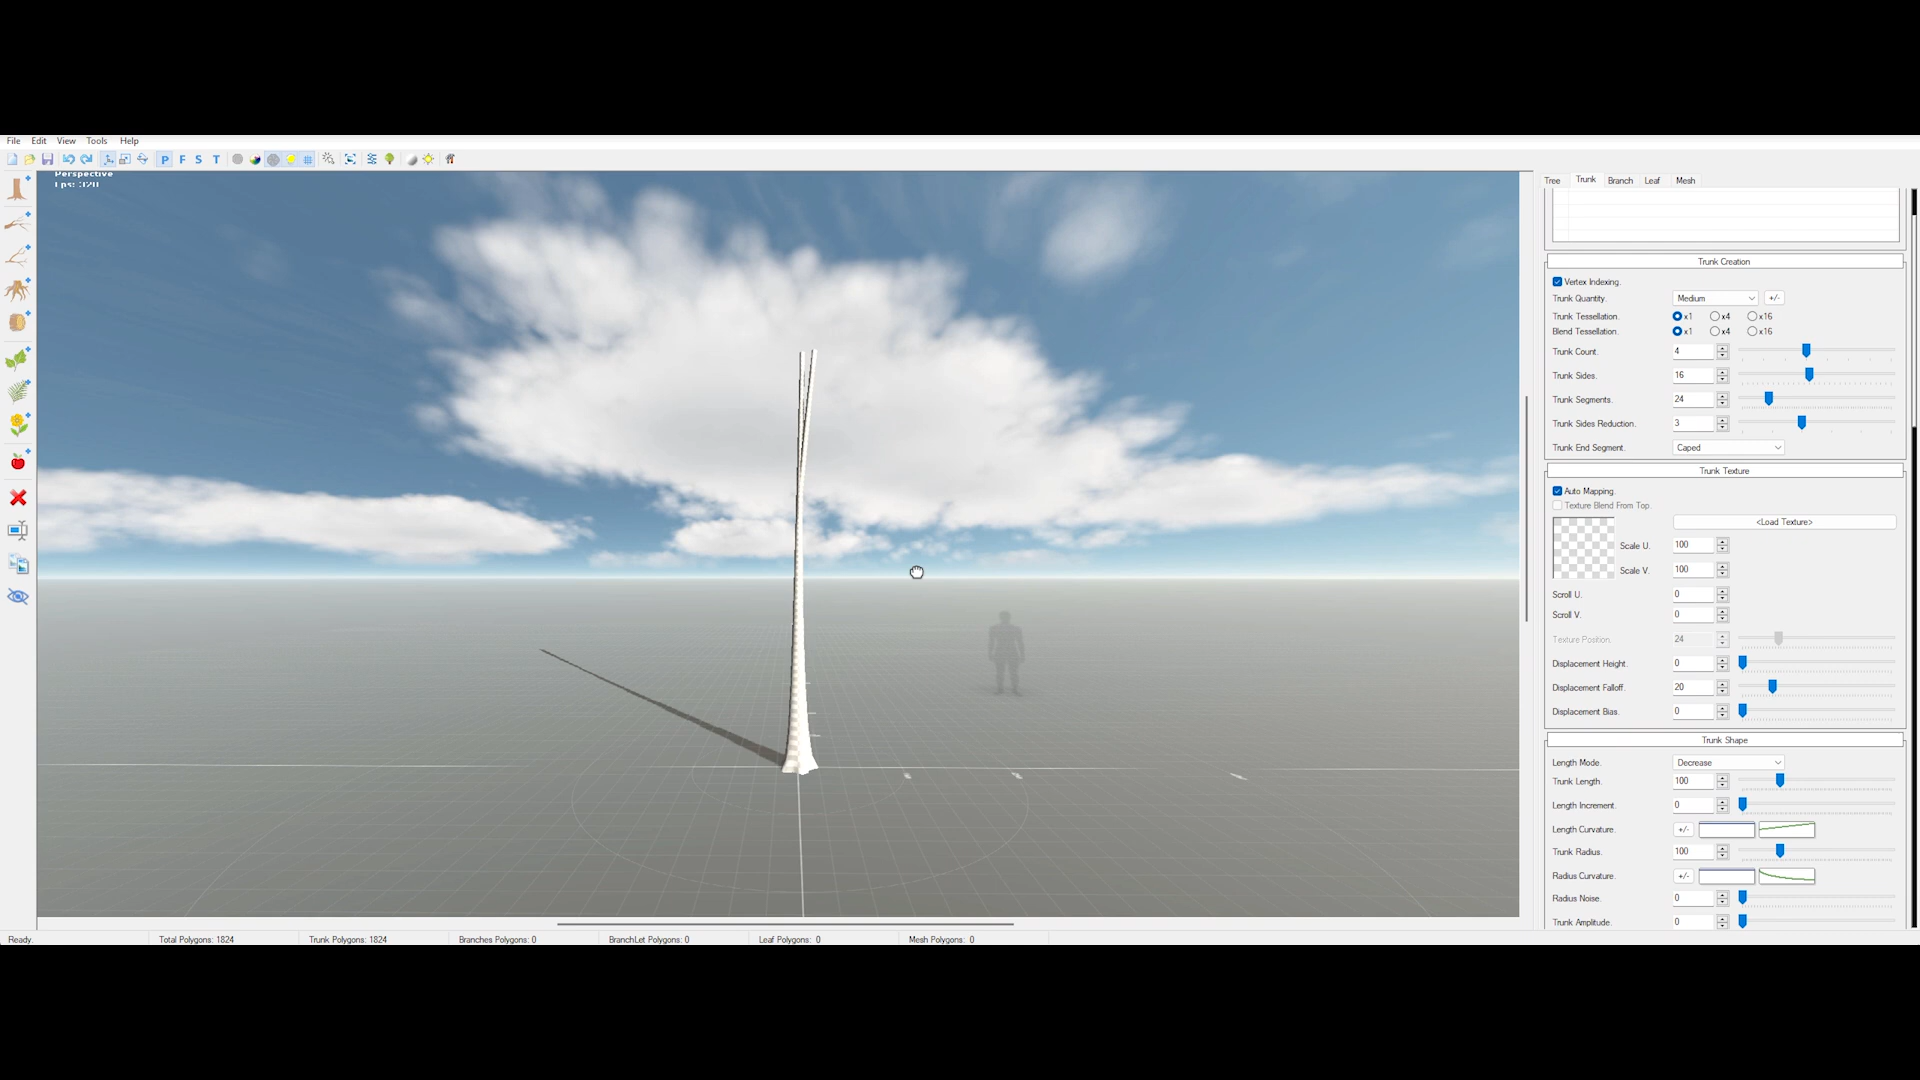 File Edit View Tools Help
P F S T
Perspective
Fps: 320
Tree Trunk Branch Leaf Mesh
Trunk Creation
Vertex Indexing.
Trunk Quantity. Medium +/-
Trunk Tessellation. x1 x4 x16
Blend Tessellation. x1 x4 x16
Trunk Count. 4
Trunk Sides. 16
Trunk Segments. 24
Trunk Sides Reduction. 3
Trunk End Segment. Caped
Trunk Texture
Auto Mapping.
Texture Blend From Top.
<Load Texture>
Scale U. 100
Scale V. 100
Scroll U. 0
Scroll V. 0
Texture Position. 24
Displacement Height. 0
Displacement Falloff. 20
Displacement Bias. 0
Trunk Shape
Length Mode. Decrease
Trunk Length. 100
Length Increment. 0
Length Curvature. +/-
Trunk Radius. 100
Radius Curvature. +/-
Radius Noise. 0
Trunk Amplitude. 0
Ready. Total Polygons: 1824 Trunk Polygons: 1824 Branches Polygons: 0 BranchLet Polygons: 0 Leaf Polygons: 0 Mesh Polygons: 0